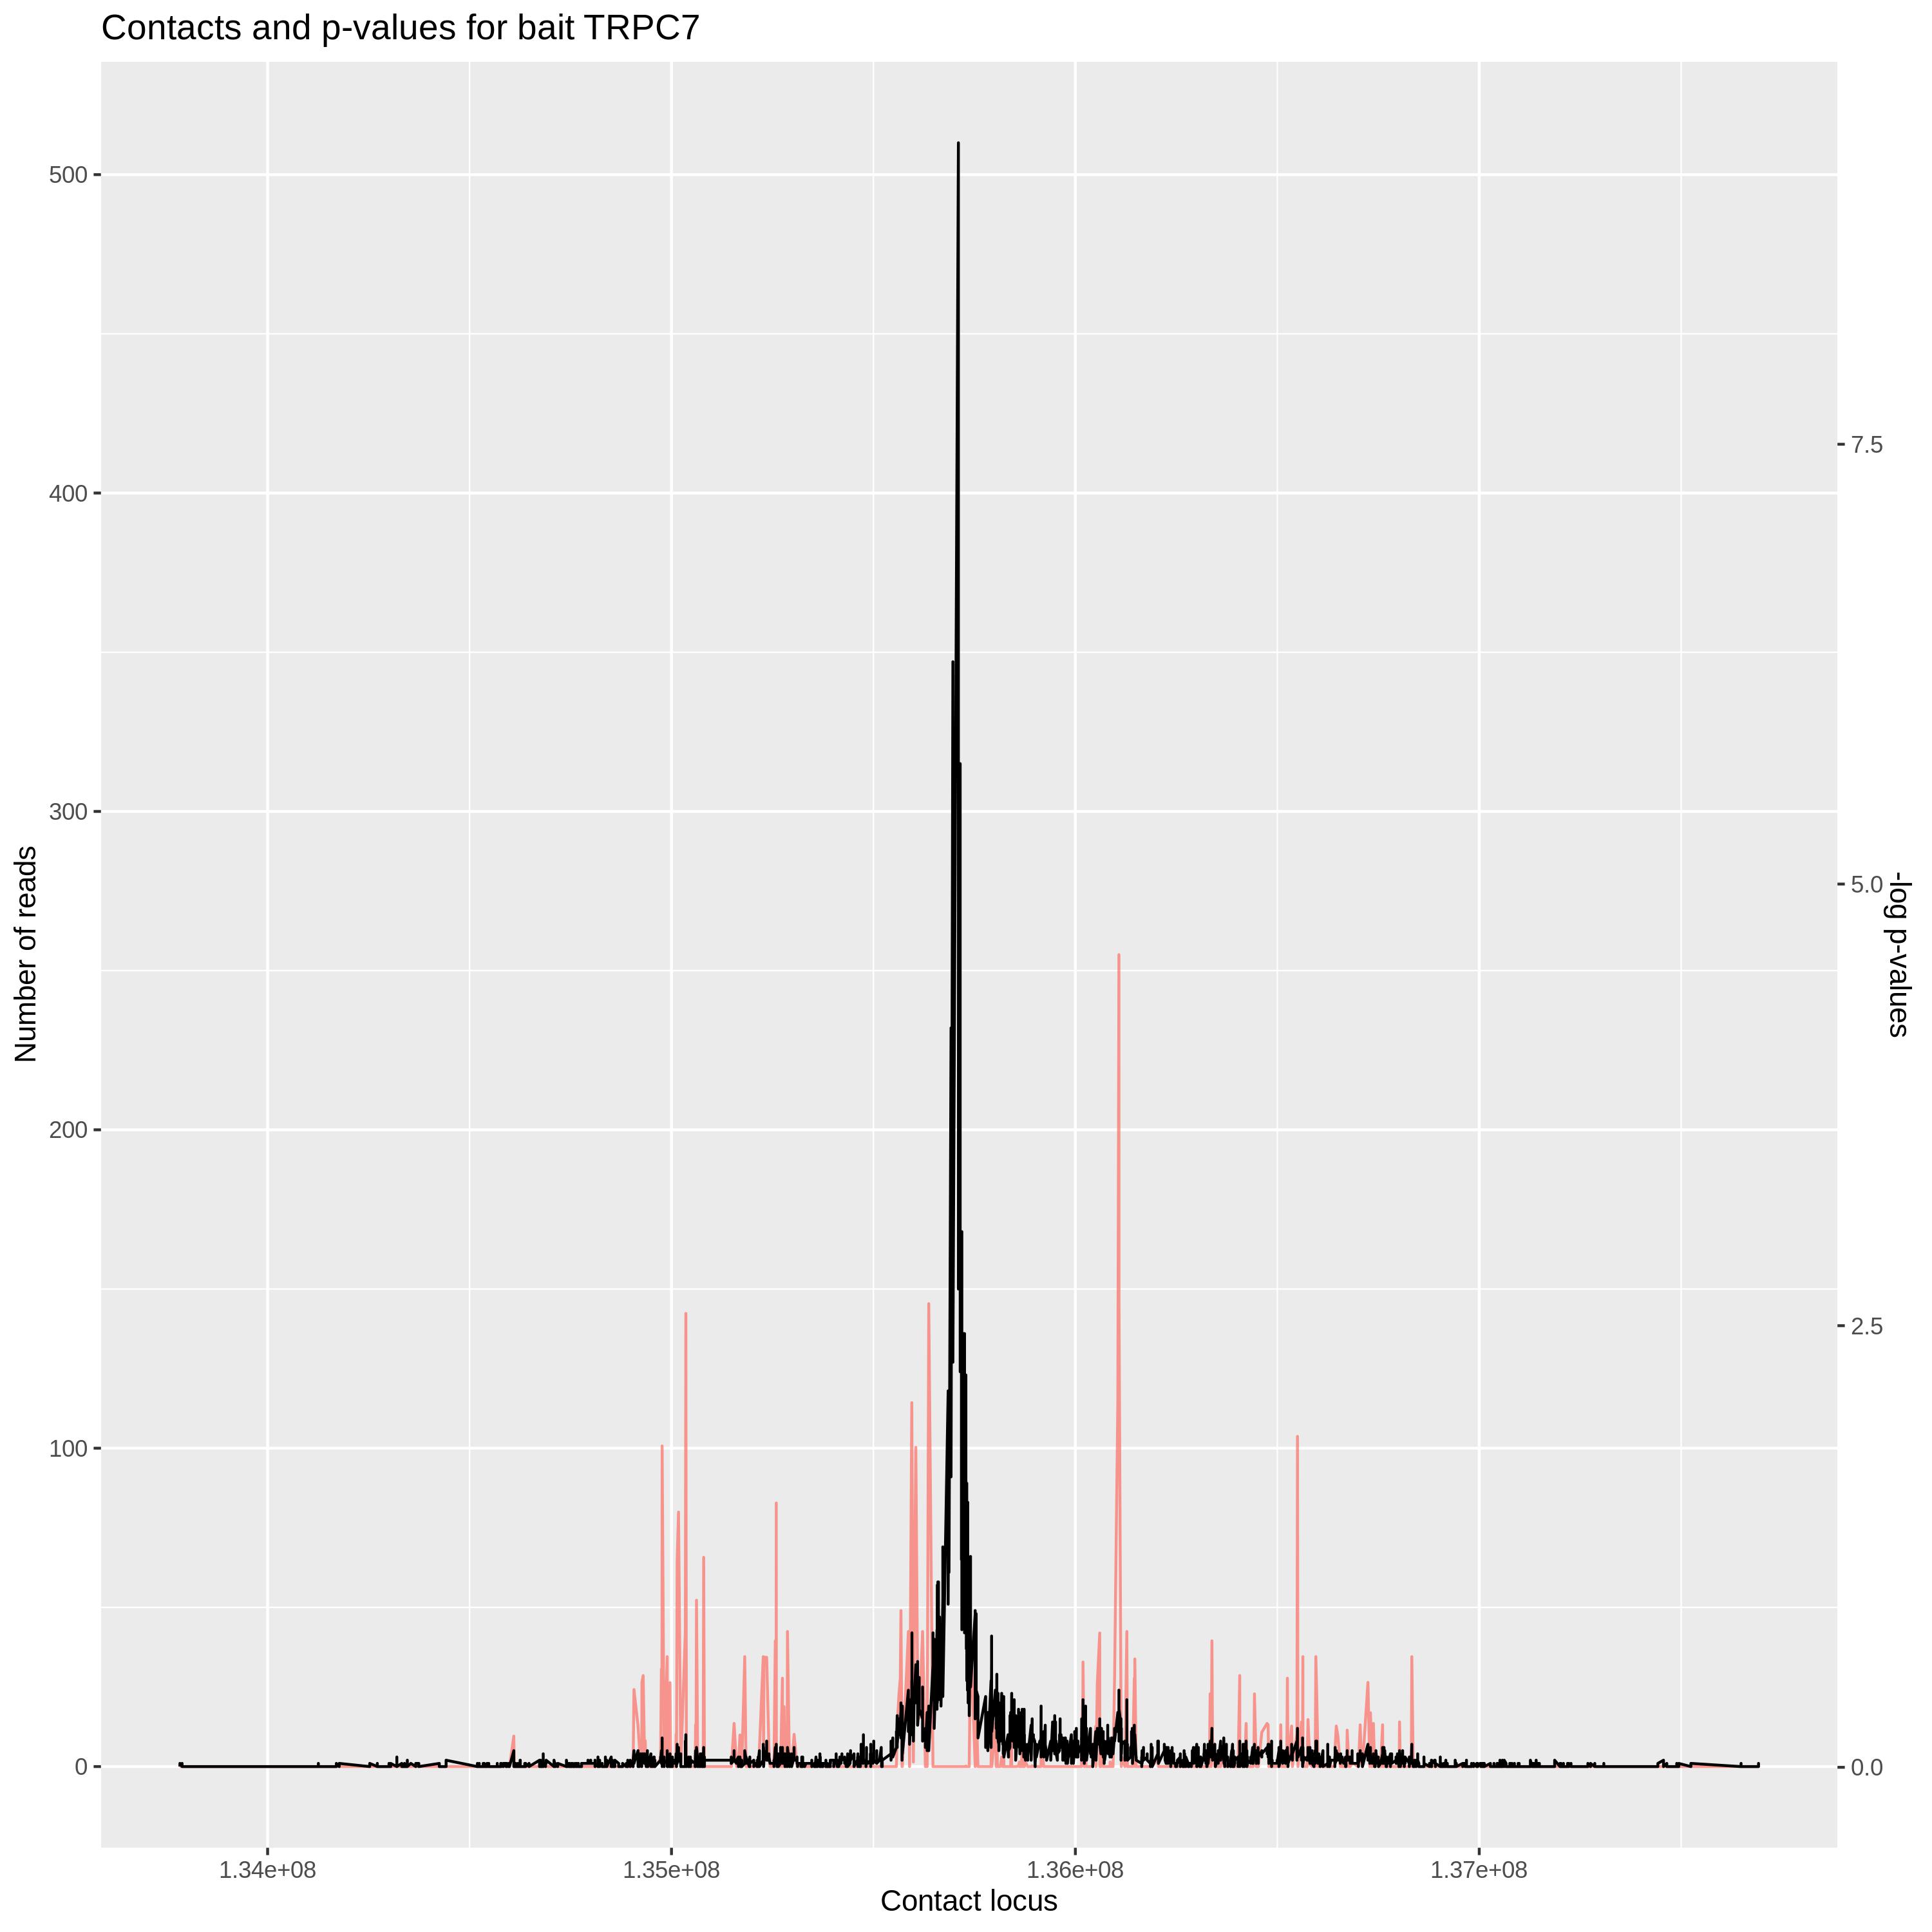 Contacts and p-values for bait TRPC7
500
400
300
200
100
0
Number of reads
7.5
5.0
2.5
0.0
-log p-values
1.34e+08
1.35e+08
1.36e+08
1.37e+08
Contact locus